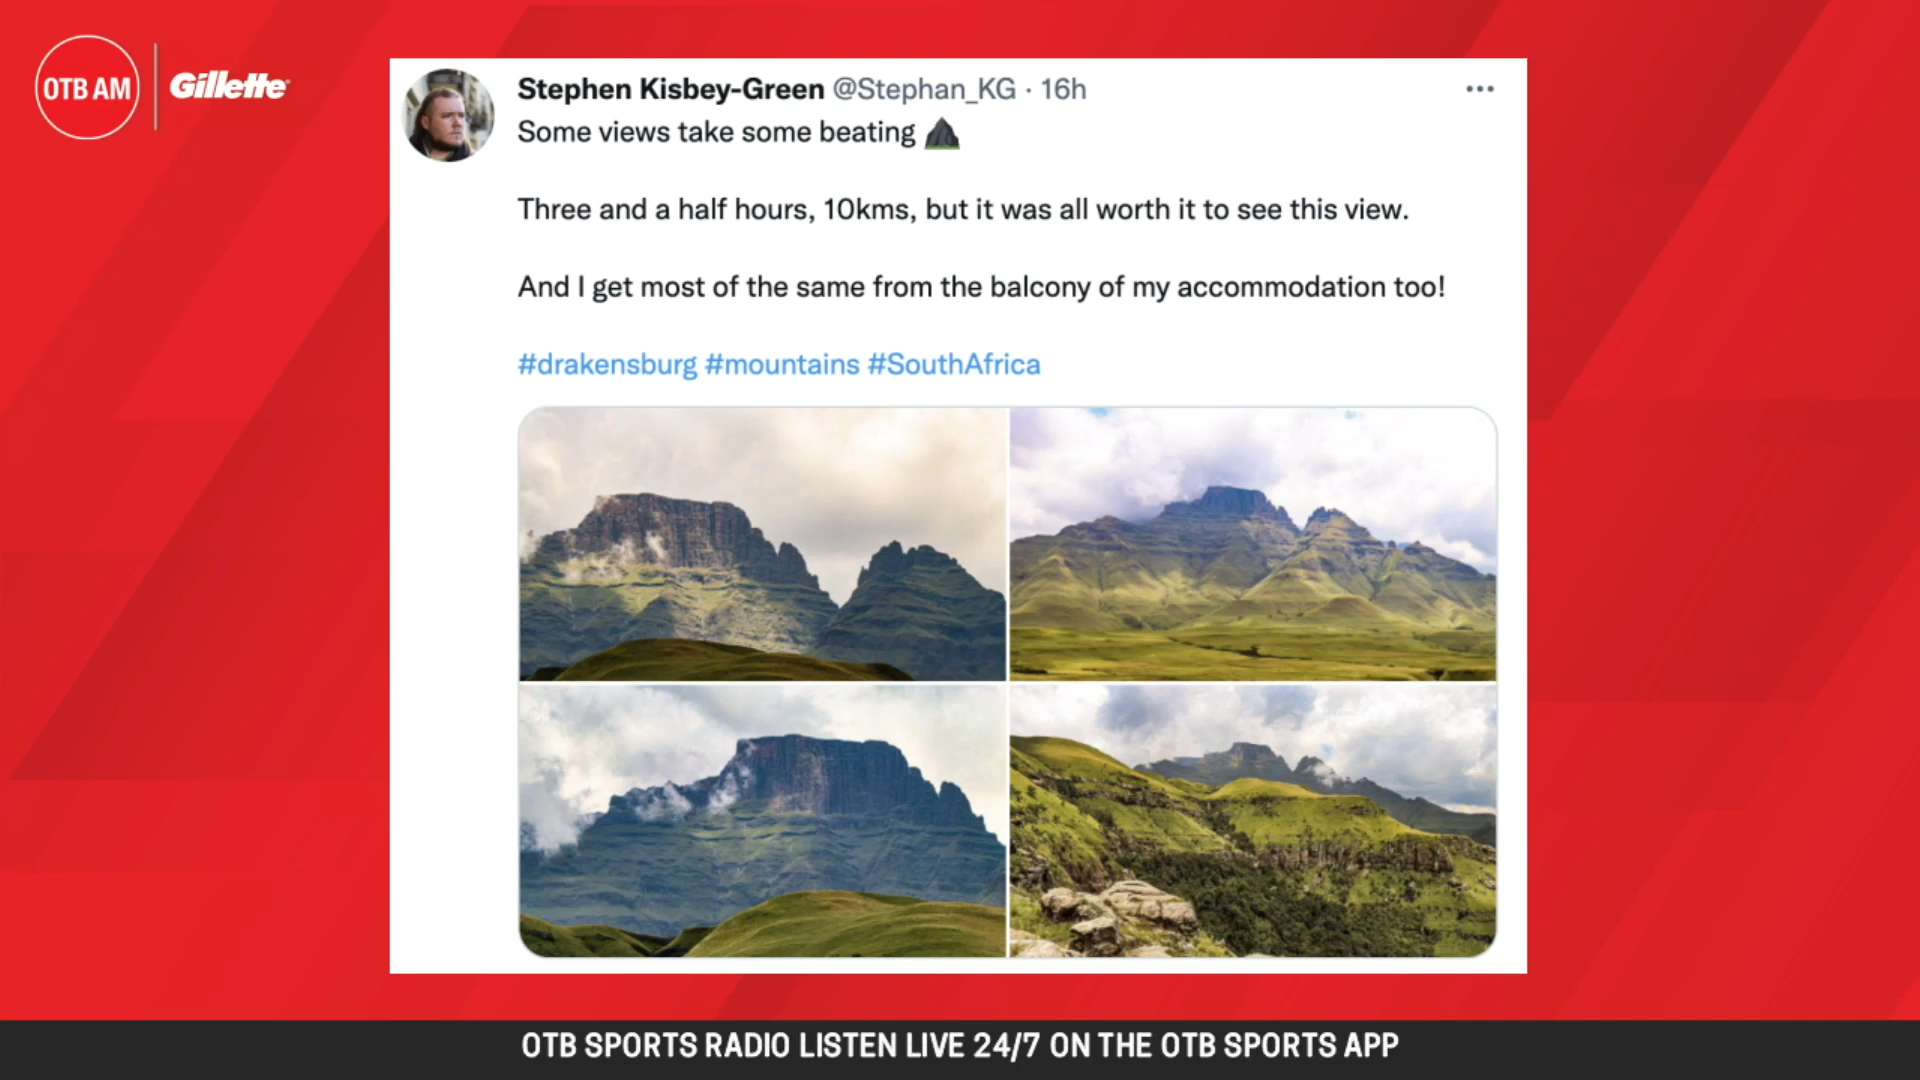 OTB AM
Gillette
Stephen Kisbey-Green @Stephan_KG · 16h
Some views take some beating
Three and a half hours, 10kms, but it was all worth it to see this view.
And I get most of the same from the balcony of my accommodation too!
#drakensburg #mountains #SouthAfrica
OTB SPORTS RADIO LISTEN LIVE 24/7 ON THE OTB SPORTS APP